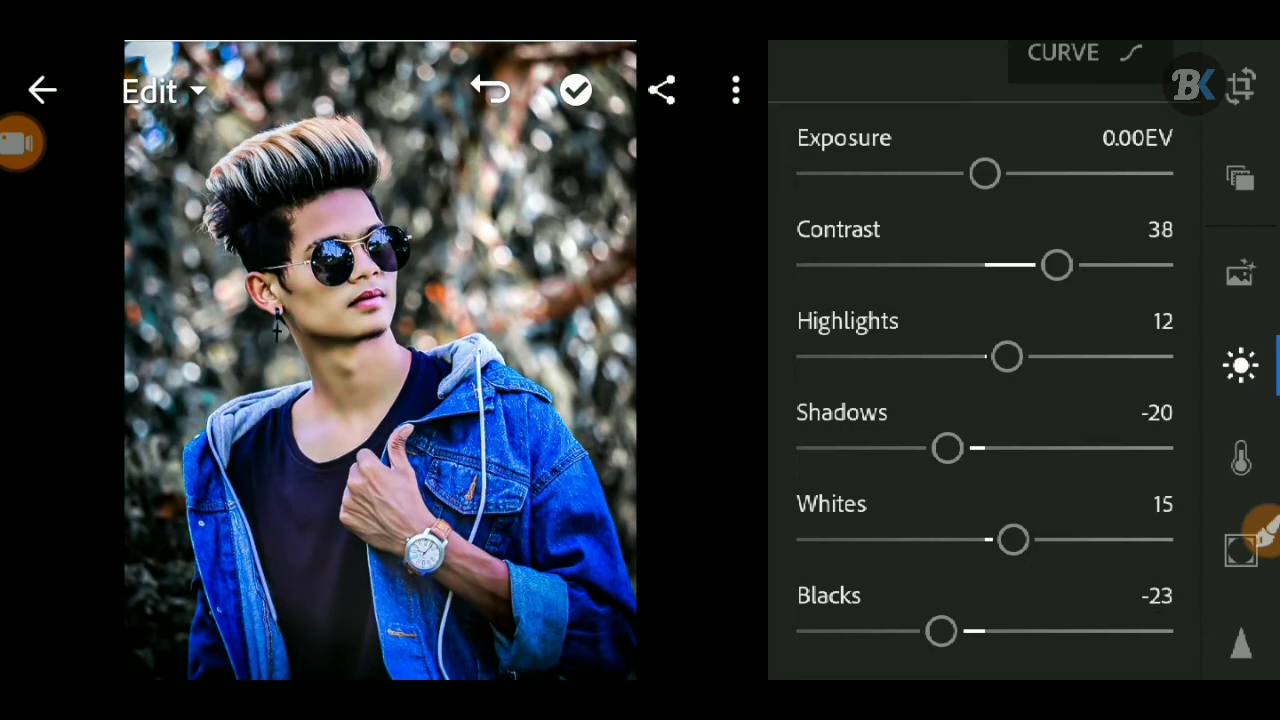 CURVE
BK
Edit
Exposure 0.00EV
Contrast 38
Highlights 12
Shadows -20
Whites 15
Blacks -23